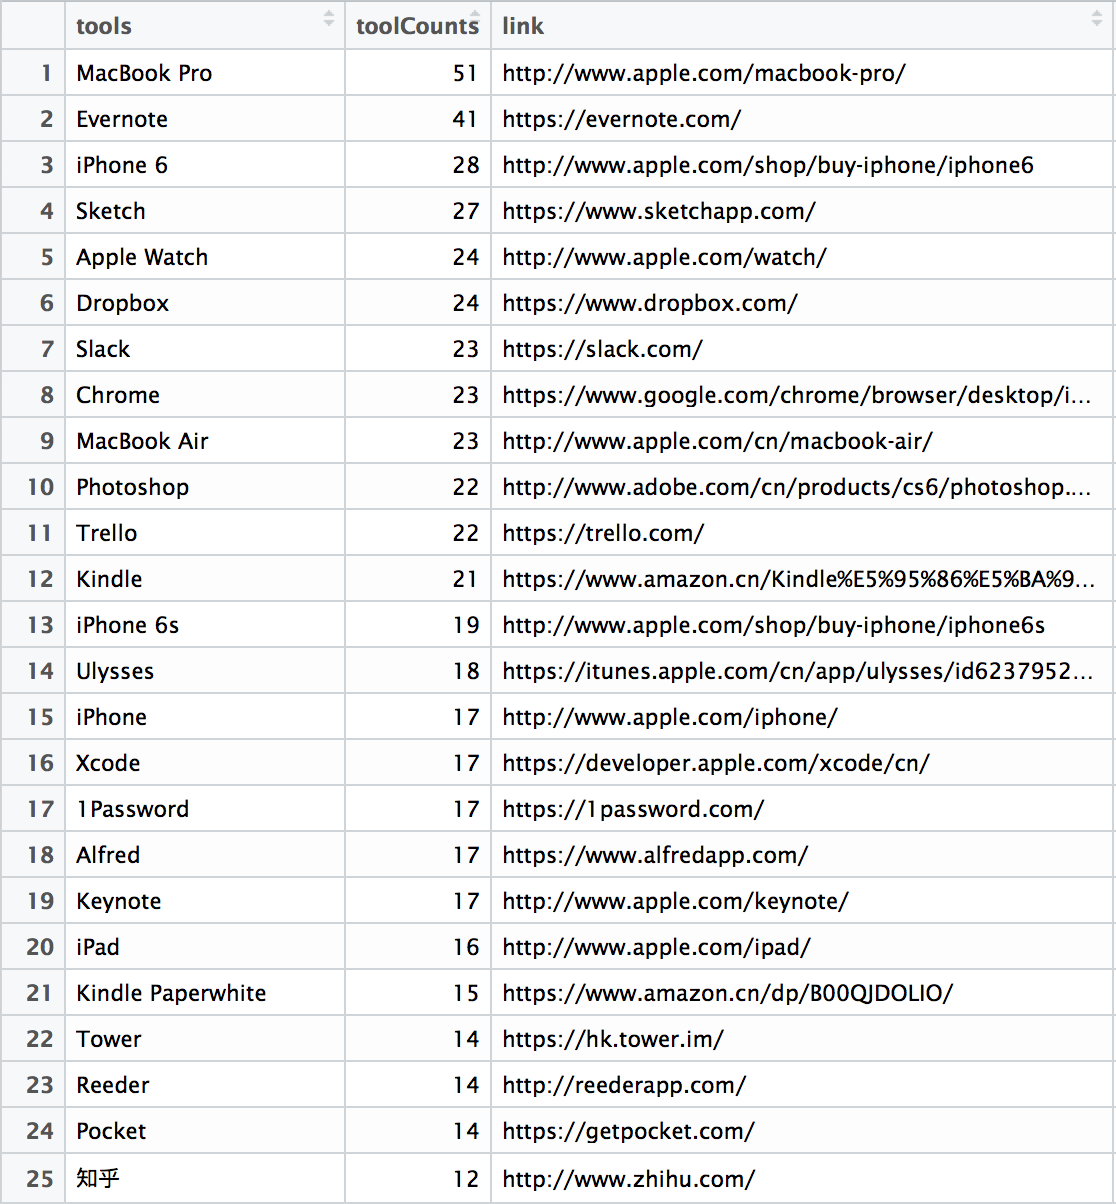 tools toolCounts link
1 MacBook Pro 51 http://www.apple.com/macbook-pro/
2 Evernote 41 https://evernote.com/
3 iPhone 6 28 http://www.apple.com/shop/buy-iphone/iphone6
4 Sketch 27 https://www.sketchapp.com/
5 Apple Watch 24 http://www.apple.com/watch/
6 Dropbox 24 https://www.dropbox.com/
7 Slack 23 https://slack.com/
8 Chrome 23 https://www.google.com/chrome/browser/desktop/i...
9 MacBook Air 23 http://www.apple.com/cn/macbook-air/
10 Photoshop 22 http://www.adobe.com/cn/products/cs6/photoshop....
11 Trello 22 https://trello.com/
12 Kindle 21 https://www.amazon.cn/Kindle%E5%95%86%E5%BA%9...
13 iPhone 6s 19 http://www.apple.com/shop/buy-iphone/iphone6s
14 Ulysses 18 https://itunes.apple.com/cn/app/ulysses/id6237952...
15 iPhone 17 http://www.apple.com/iphone/
16 Xcode 17 https://developer.apple.com/xcode/cn/
17 1Password 17 https://1password.com/
18 Alfred 17 https://www.alfredapp.com/
19 Keynote 17 http://www.apple.com/keynote/
20 iPad 16 http://www.apple.com/ipad/
21 Kindle Paperwhite 15 https://www.amazon.cn/dp/B00QJDOLIO/
22 Tower 14 https://hk.tower.im/
23 Reeder 14 http://reederapp.com/
24 Pocket 14 https://getpocket.com/
25 知乎 12 http://www.zhihu.com/